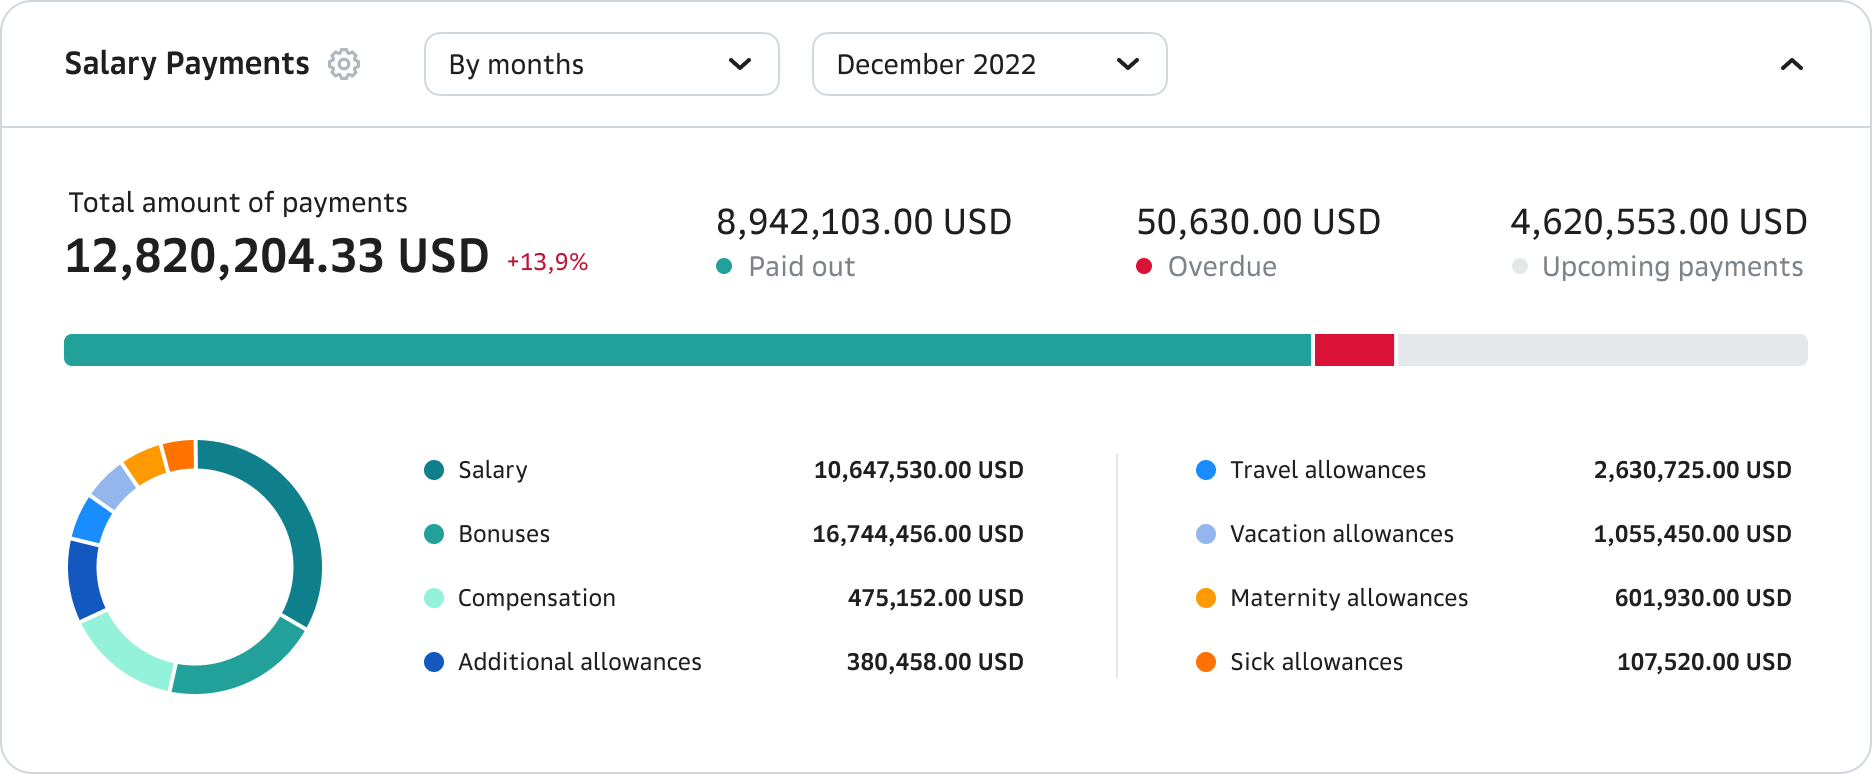 Salary Payments
By months
December 2022
Total amount of payments
12,820,204.33 USD +13,9%
8,942,103.00 USD
Paid out
50,630.00 USD
Overdue
4,620,553.00 USD
Upcoming payments
Salary 10,647,530.00 USD
Bonuses 16,744,456.00 USD
Compensation 475,152.00 USD
Additional allowances 380,458.00 USD
Travel allowances 2,630,725.00 USD
Vacation allowances 1,055,450.00 USD
Maternity allowances 601,930.00 USD
Sick allowances 107,520.00 USD